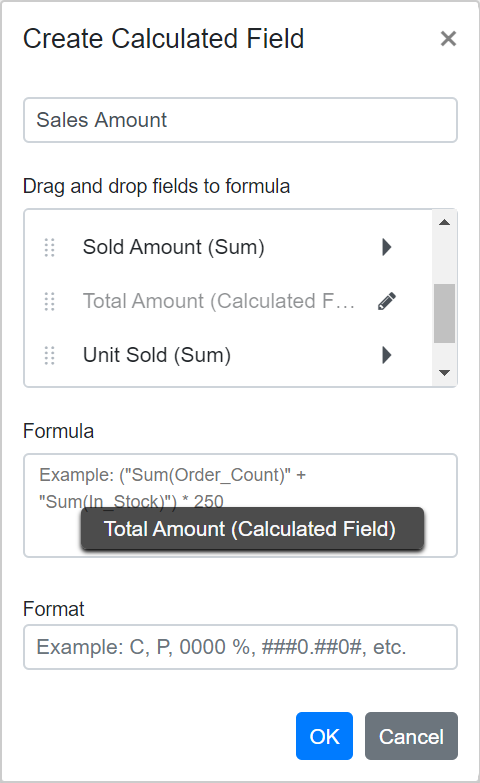 Create Calculated Field
×
Sales Amount
Drag and drop fields to formula
Sold Amount (Sum)
Total Amount (Calculated F...
Unit Sold (Sum)
Formula
Example: ("Sum(Order_Count)" +
"Sum(In_Stock)") * 250
Total Amount (Calculated Field)
Format
Example: C, P, 0000 %, ###0.##0#, etc.
OK
Cancel